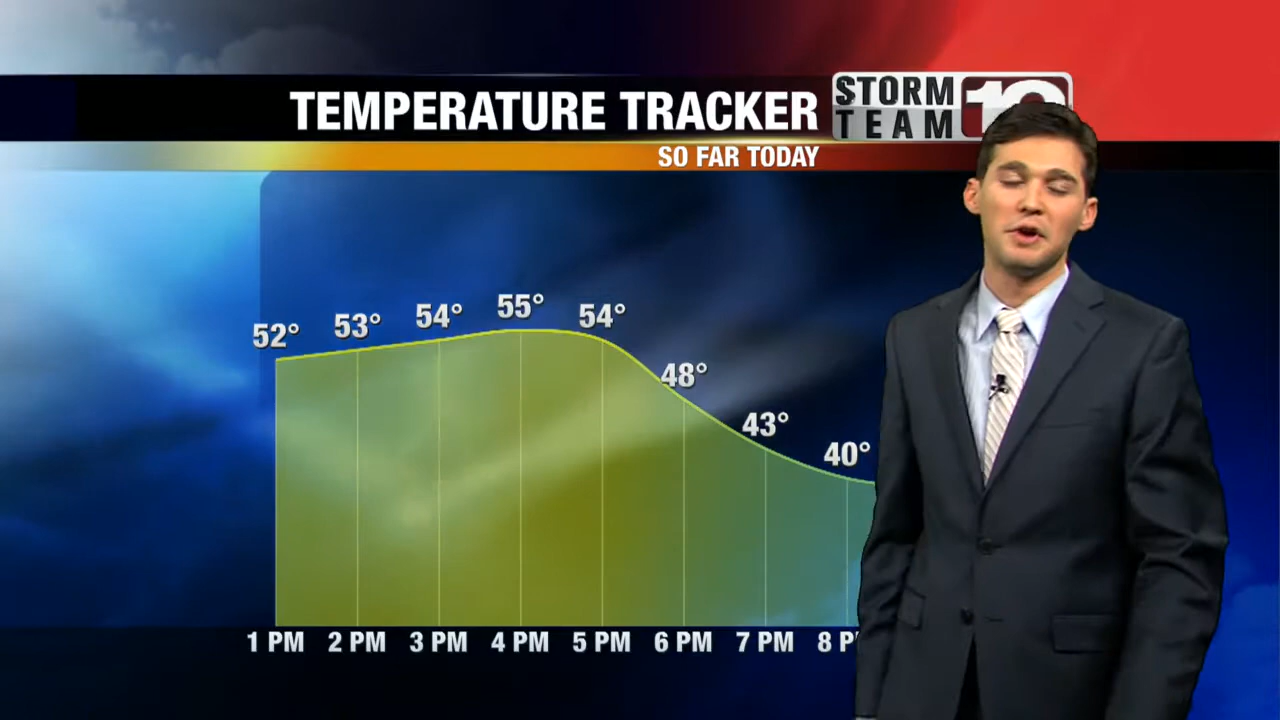 TEMPERATURE TRACKER
STORM
TEAM
SO FAR TODAY
52° 53° 54° 55° 54° 48° 43° 40°
1 PM 2 PM 3 PM 4 PM 5 PM 6 PM 7 PM 8